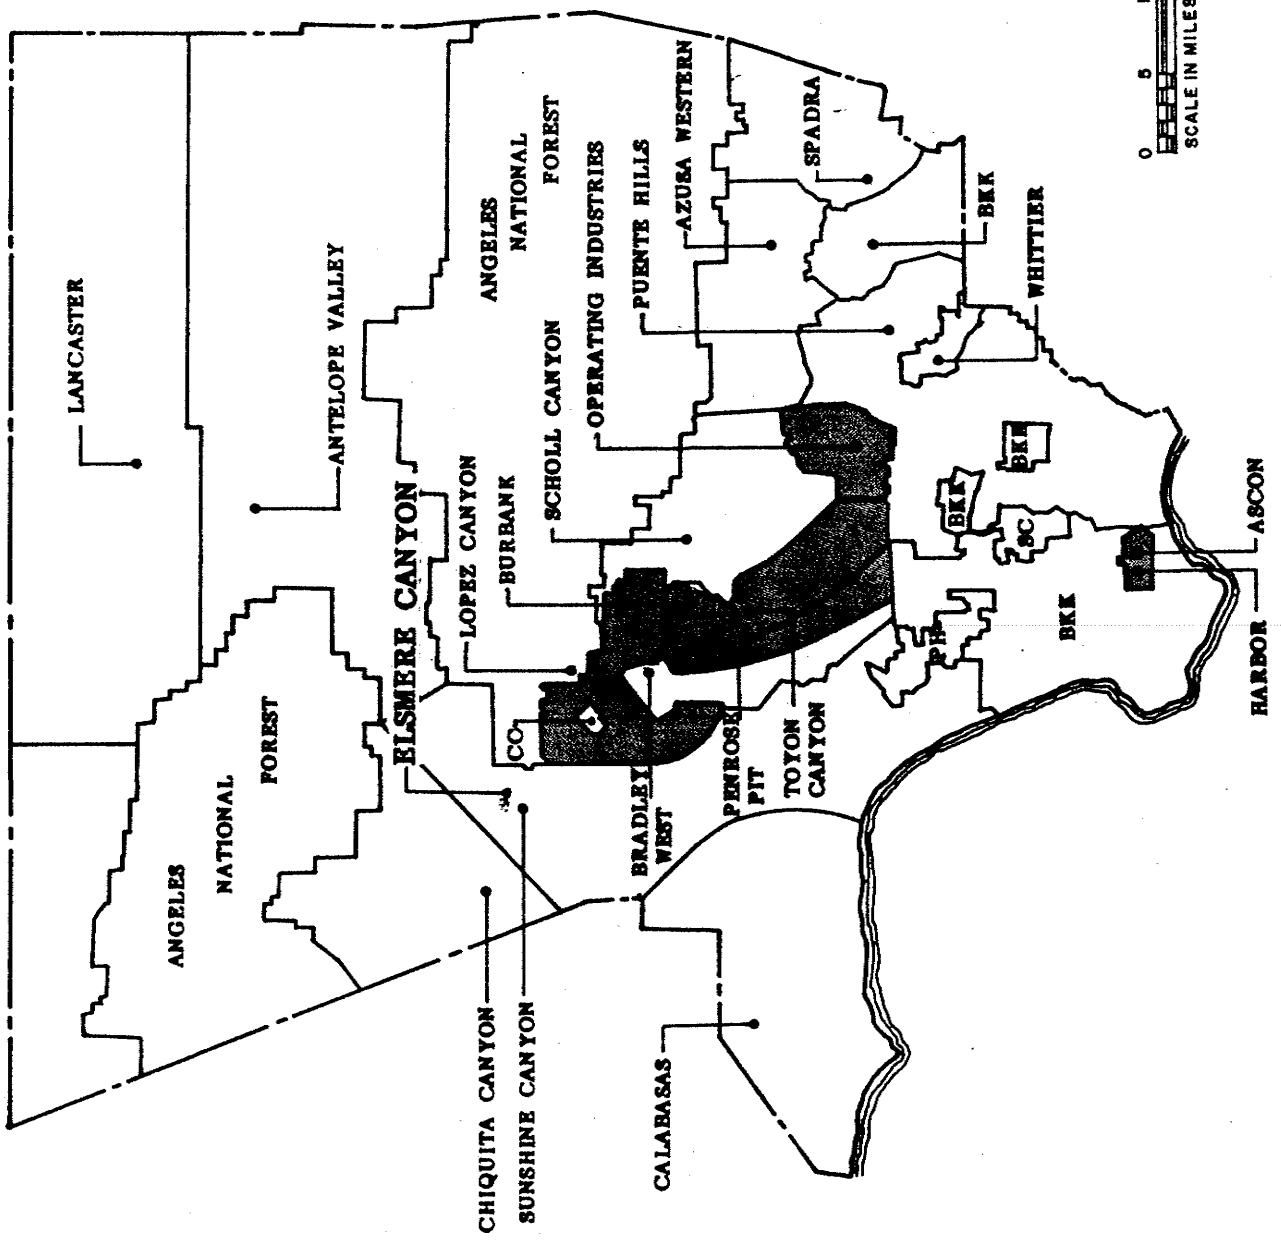 LANCASTER
ANTELOPE VALLEY
ANGELES
NATIONAL
FOREST
ANGELES
NATIONAL
FOREST
ELSMERE CANYON
LOPEZ CANYON
BURBANK
SCHOLL CANYON
OPERATING INDUSTRIES
PUENTE HILLS
AZUSA WESTERN
SPADRA
BKK
WHITTIER
CO
BRADLEY
WEST
PENROSE
PIT
TOYON
CANYON
CHIQUITA CANYON
SUNSHINE CANYON
CALABASAS
PH
BKK
BKK
SC
BKK
HARBOR
ASCON
0 5
SCALE IN MILES